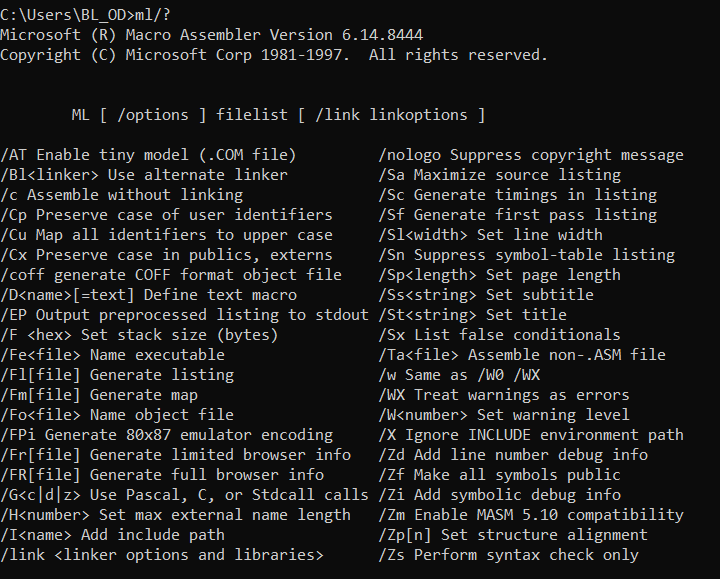 C:\Users\BL_OD>ml/?
Microsoft (R) Macro Assembler Version 6.14.8444
Copyright (C) Microsoft Corp 1981-1997.  All rights reserved.
ML [ /options ] filelist [ /link linkoptions ]
/AT Enable tiny model (.COM file)         /nologo Suppress copyright message
/Bl<linker> Use alternate linker          /Sa Maximize source listing
/c Assemble without linking               /Sc Generate timings in listing
/Cp Preserve case of user identifiers     /Sf Generate first pass listing
/Cu Map all identifiers to upper case     /Sl<width> Set line width
/Cx Preserve case in publics, externs     /Sn Suppress symbol-table listing
/coff generate COFF format object file    /Sp<length> Set page length
/D<name>[=text] Define text macro         /Ss<string> Set subtitle
/EP Output preprocessed listing to stdout /St<string> Set title
/F <hex> Set stack size (bytes)           /Sx List false conditionals
/Fe<file> Name executable                 /Ta<file> Assemble non-.ASM file
/Fl[file] Generate listing                /w Same as /W0 /WX
/Fm[file] Generate map                    /WX Treat warnings as errors
/Fo<file> Name object file                /W<number> Set warning level
/FPi Generate 80x87 emulator encoding     /X Ignore INCLUDE environment path
/Fr[file] Generate limited browser info   /Zd Add line number debug info
/FR[file] Generate full browser info      /Zf Make all symbols public
/G<c|d|z> Use Pascal, C, or Stdcall calls /Zi Add symbolic debug info
/H<number> Set max external name length   /Zm Enable MASM 5.10 compatibility
/I<name> Add include path                 /Zp[n] Set structure alignment
/link <linker options and libraries>      /Zs Perform syntax check only